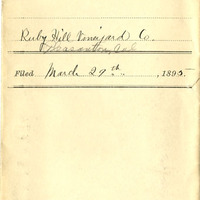 Ruby Hill Vineyard Co.
Pleasanton, Cal
Filed March 29th, 1895.